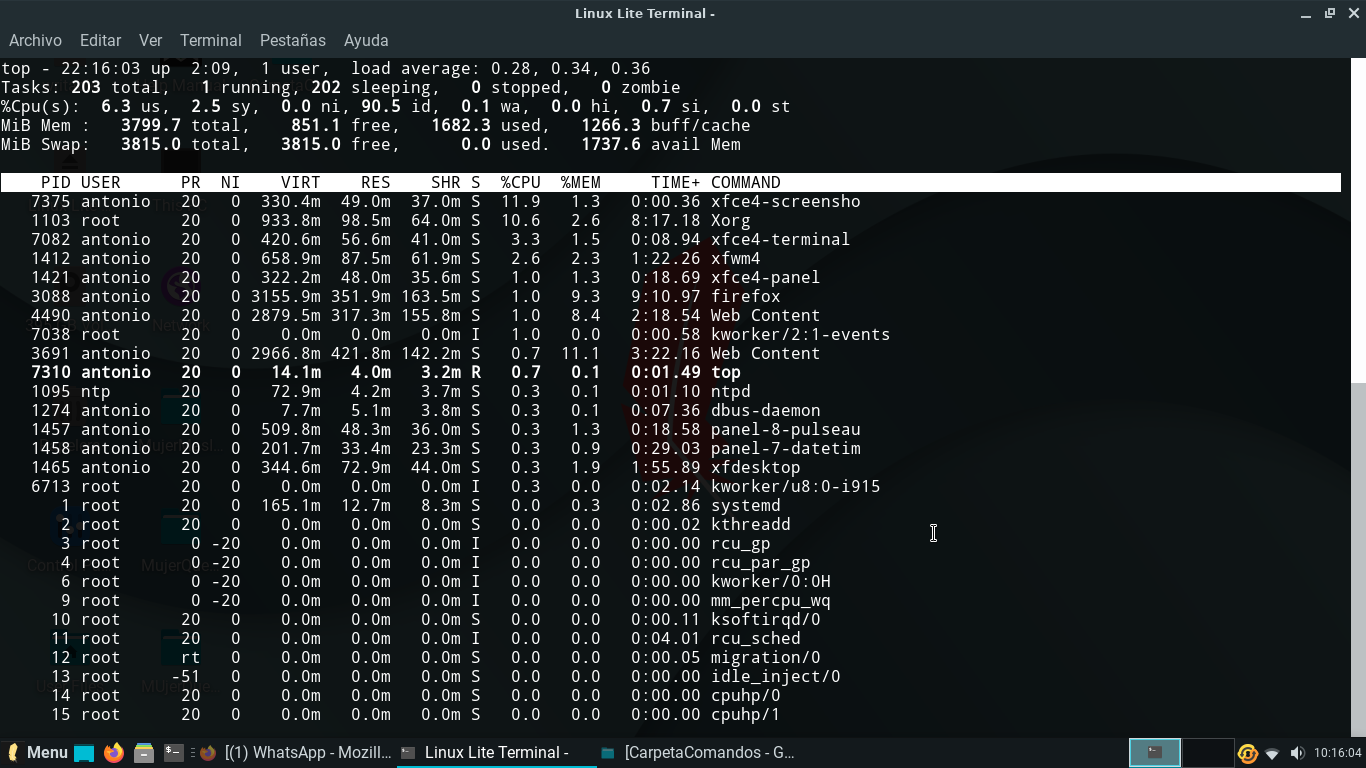 Linux Lite Terminal -
Archivo Editar Ver Terminal Pestañas Ayuda
top - 22:16:03 up  2:09,  1 user,  load average: 0.28, 0.34, 0.36
Tasks: 203 total,   1 running, 202 sleeping,   0 stopped,   0 zombie
%Cpu(s):  6.3 us,  2.5 sy,  0.0 ni, 90.5 id,  0.1 wa,  0.0 hi,  0.7 si,  0.0 st
MiB Mem :   3799.7 total,    851.1 free,   1682.3 used,   1266.3 buff/cache
MiB Swap:   3815.0 total,   3815.0 free,      0.0 used.   1737.6 avail Mem
PID USER      PR  NI    VIRT    RES    SHR S  %CPU  %MEM     TIME+ COMMAND
7375 antonio   20   0  330.4m  49.0m  37.0m S  11.9   1.3   0:00.36 xfce4-screensho
1103 root      20   0  933.8m  98.5m  64.0m S  10.6   2.6   8:17.18 Xorg
7082 antonio   20   0  420.6m  56.6m  41.0m S   3.3   1.5   0:08.94 xfce4-terminal
1412 antonio   20   0  658.9m  87.5m  61.9m S   2.6   2.3   1:22.26 xfwm4
1421 antonio   20   0  322.2m  48.0m  35.6m S   1.0   1.3   0:18.69 xfce4-panel
3088 antonio   20   0 3155.9m 351.9m 163.5m S   1.0   9.3   9:10.97 firefox
4490 antonio   20   0 2879.5m 317.3m 155.8m S   1.0   8.4   2:18.54 Web Content
7038 root      20   0    0.0m   0.0m   0.0m I   1.0   0.0   0:00.58 kworker/2:1-events
3691 antonio   20   0 2966.8m 421.8m 142.2m S   0.7  11.1   3:22.16 Web Content
7310 antonio   20   0   14.1m   4.0m   3.2m R   0.7   0.1   0:01.49 top
1095 ntp       20   0   72.9m   4.2m   3.7m S   0.3   0.1   0:01.10 ntpd
1274 antonio   20   0    7.7m   5.1m   3.8m S   0.3   0.1   0:07.36 dbus-daemon
1457 antonio   20   0  509.8m  48.3m  36.0m S   0.3   1.3   0:18.58 panel-8-pulseau
1458 antonio   20   0  201.7m  33.4m  23.3m S   0.3   0.9   0:29.03 panel-7-datetim
1465 antonio   20   0  344.6m  72.9m  44.0m S   0.3   1.9   1:55.89 xfdesktop
6713 root      20   0    0.0m   0.0m   0.0m I   0.3   0.0   0:02.14 kworker/u8:0-i915
1 root      20   0  165.1m  12.7m   8.3m S   0.0   0.3   0:02.86 systemd
2 root      20   0    0.0m   0.0m   0.0m S   0.0   0.0   0:00.02 kthreadd
3 root       0 -20    0.0m   0.0m   0.0m I   0.0   0.0   0:00.00 rcu_gp
4 root       0 -20    0.0m   0.0m   0.0m I   0.0   0.0   0:00.00 rcu_par_gp
6 root       0 -20    0.0m   0.0m   0.0m I   0.0   0.0   0:00.00 kworker/0:0H
9 root       0 -20    0.0m   0.0m   0.0m I   0.0   0.0   0:00.00 mm_percpu_wq
10 root      20   0    0.0m   0.0m   0.0m S   0.0   0.0   0:00.11 ksoftirqd/0
11 root      20   0    0.0m   0.0m   0.0m I   0.0   0.0   0:04.01 rcu_sched
12 root      rt   0    0.0m   0.0m   0.0m S   0.0   0.0   0:00.05 migration/0
13 root     -51   0    0.0m   0.0m   0.0m S   0.0   0.0   0:00.00 idle_inject/0
14 root      20   0    0.0m   0.0m   0.0m S   0.0   0.0   0:00.00 cpuhp/0
15 root      20   0    0.0m   0.0m   0.0m S   0.0   0.0   0:00.00 cpuhp/1
Menu [(1) WhatsApp - Mozill... Linux Lite Terminal - [CarpetaComandos - G... 10:16:04